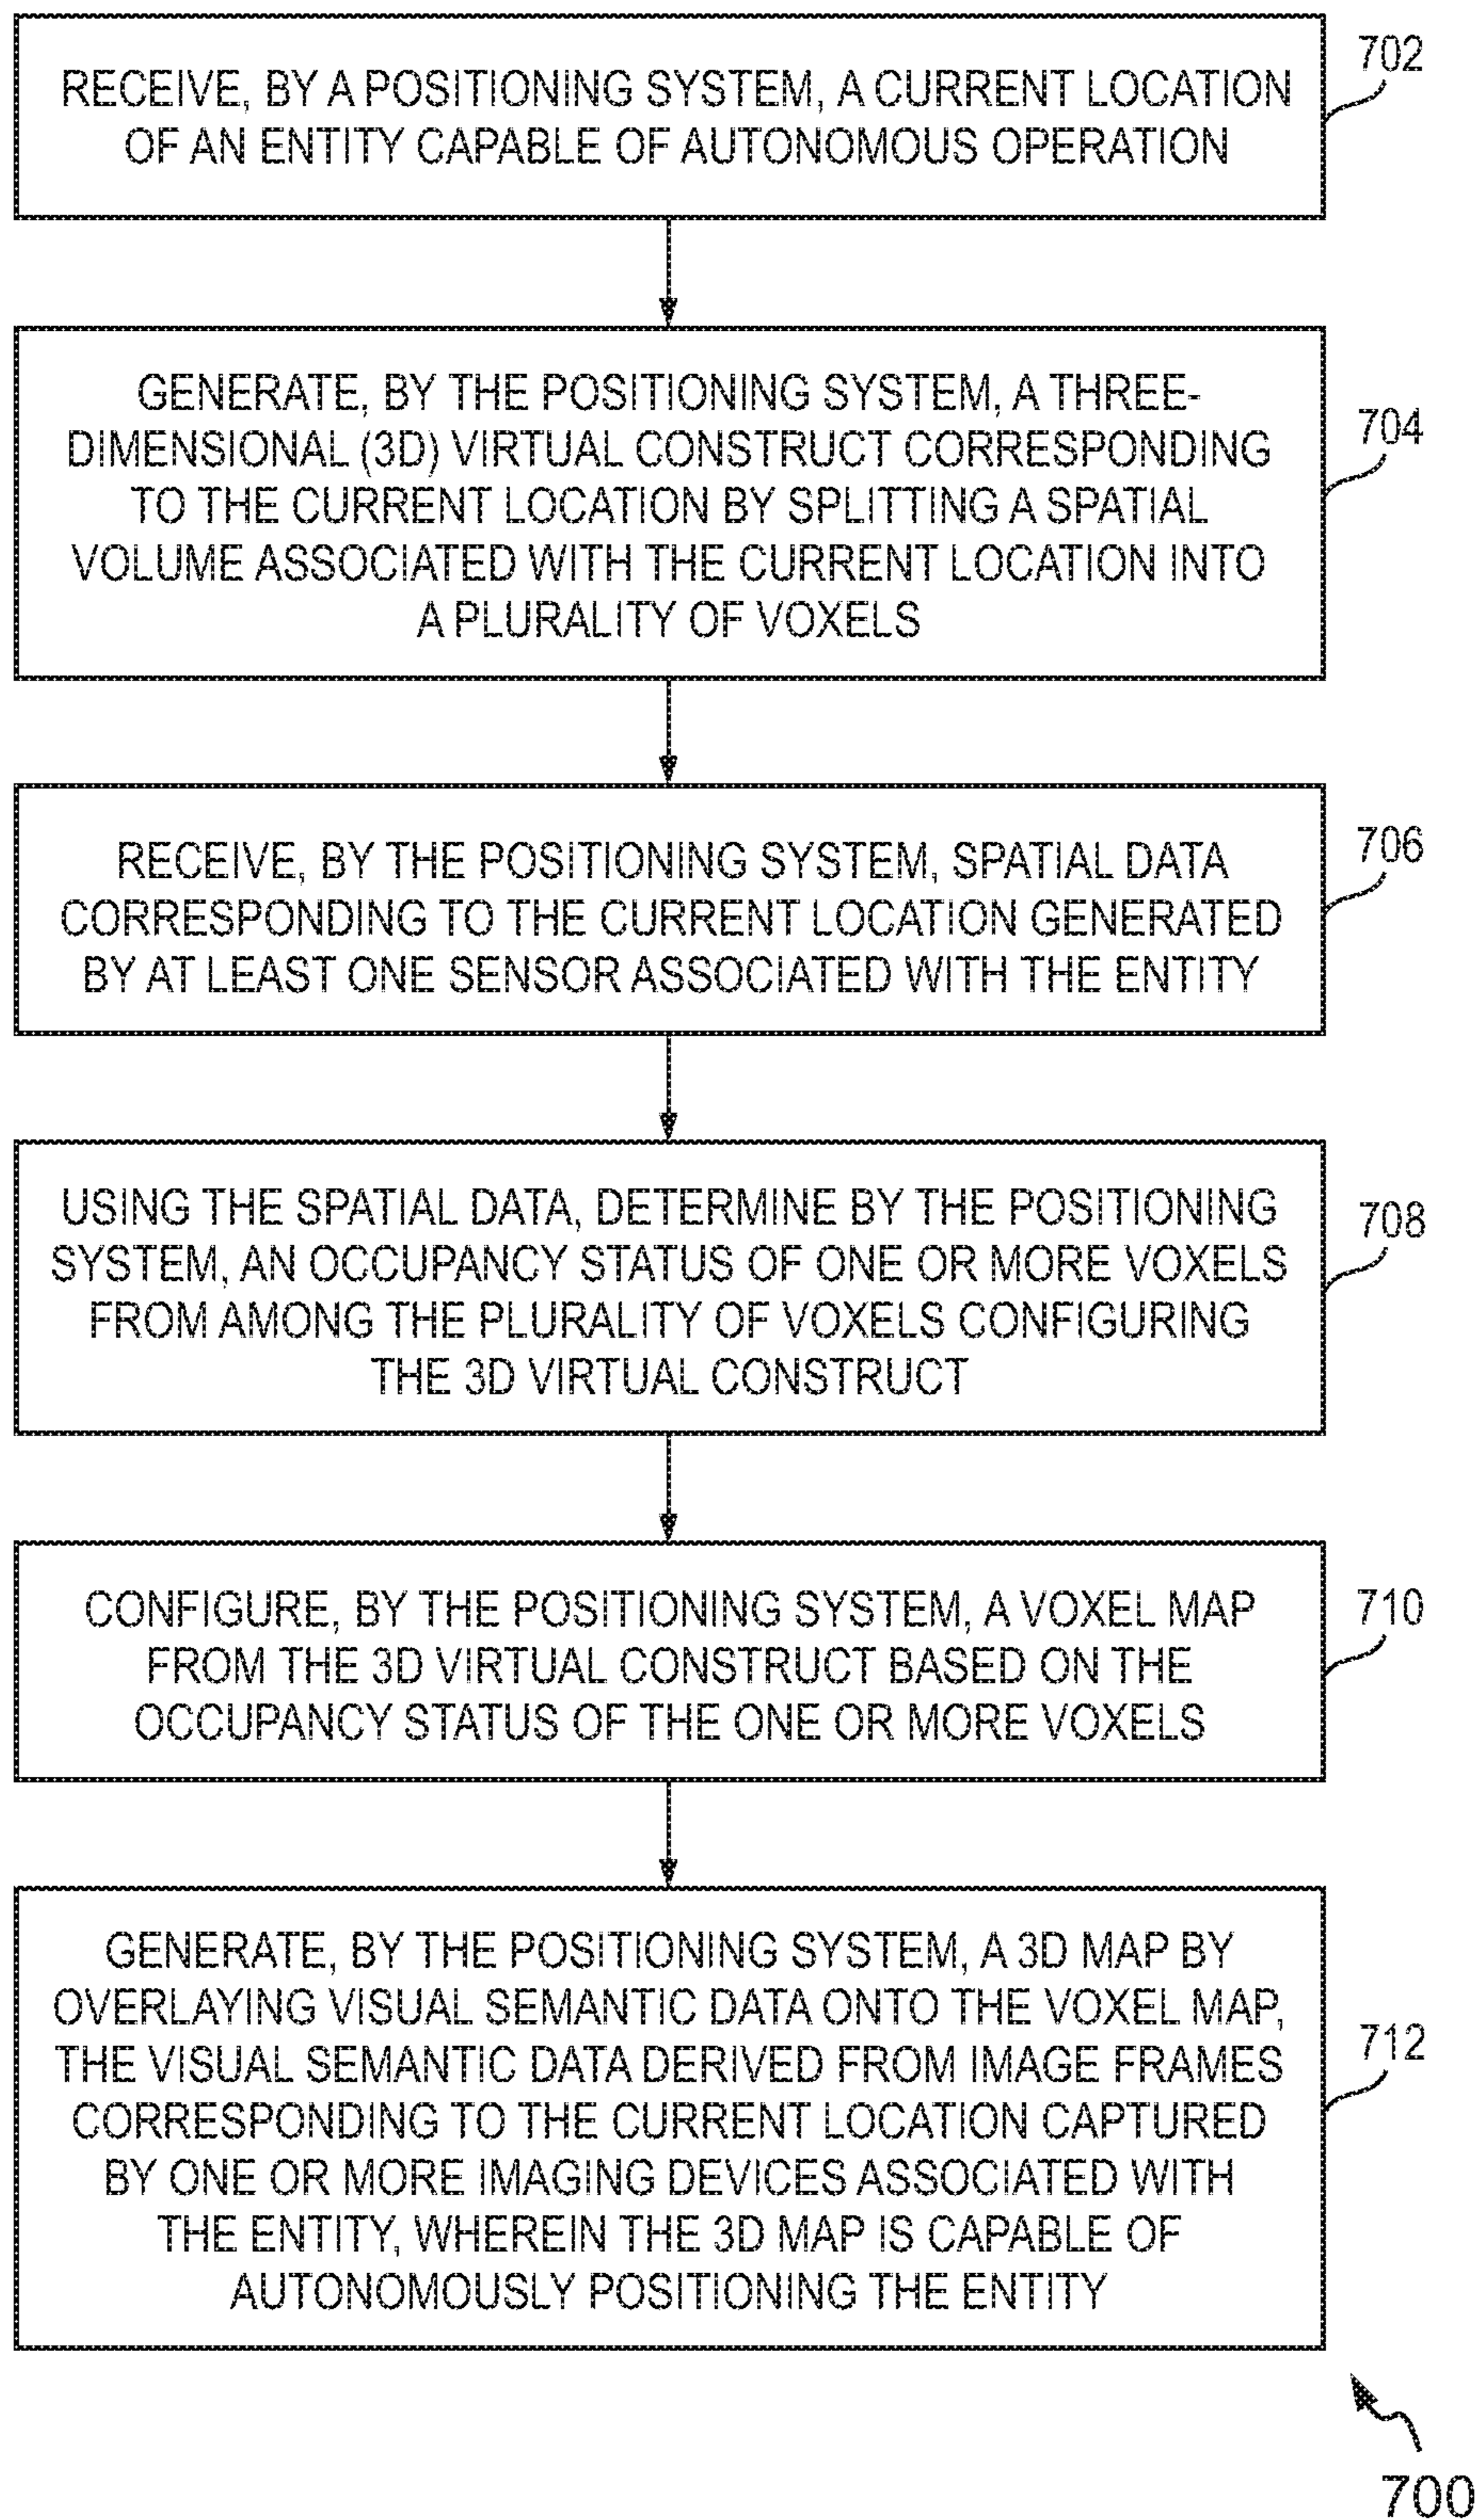 RECEIVE, BY A POSITIONING SYSTEM, A CURRENT LOCATION
OF AN ENTITY CAPABLE OF AUTONOMOUS OPERATION
702
GENERATE, BY THE POSITIONING SYSTEM, A THREE-
DIMENSIONAL (3D) VIRTUAL CONSTRUCT CORRESPONDING
TO THE CURRENT LOCATION BY SPLITTING A SPATIAL
VOLUME ASSOCIATED WITH THE CURRENT LOCATION INTO
A PLURALITY OF VOXELS
704
RECEIVE, BY THE POSITIONING SYSTEM, SPATIAL DATA
CORRESPONDING TO THE CURRENT LOCATION GENERATED
BY AT LEAST ONE SENSOR ASSOCIATED WITH THE ENTITY
706
USING THE SPATIAL DATA, DETERMINE BY THE POSITIONING
SYSTEM, AN OCCUPANCY STATUS OF ONE OR MORE VOXELS
FROM AMONG THE PLURALITY OF VOXELS CONFIGURING
THE 3D VIRTUAL CONSTRUCT
708
CONFIGURE, BY THE POSITIONING SYSTEM, A VOXEL MAP
FROM THE 3D VIRTUAL CONSTRUCT BASED ON THE
OCCUPANCY STATUS OF THE ONE OR MORE VOXELS
710
GENERATE, BY THE POSITIONING SYSTEM, A 3D MAP BY
OVERLAYING VISUAL SEMANTIC DATA ONTO THE VOXEL MAP,
THE VISUAL SEMANTIC DATA DERIVED FROM IMAGE FRAMES
CORRESPONDING TO THE CURRENT LOCATION CAPTURED
BY ONE OR MORE IMAGING DEVICES ASSOCIATED WITH
THE ENTITY, WHEREIN THE 3D MAP IS CAPABLE OF
AUTONOMOUSLY POSITIONING THE ENTITY
712
700